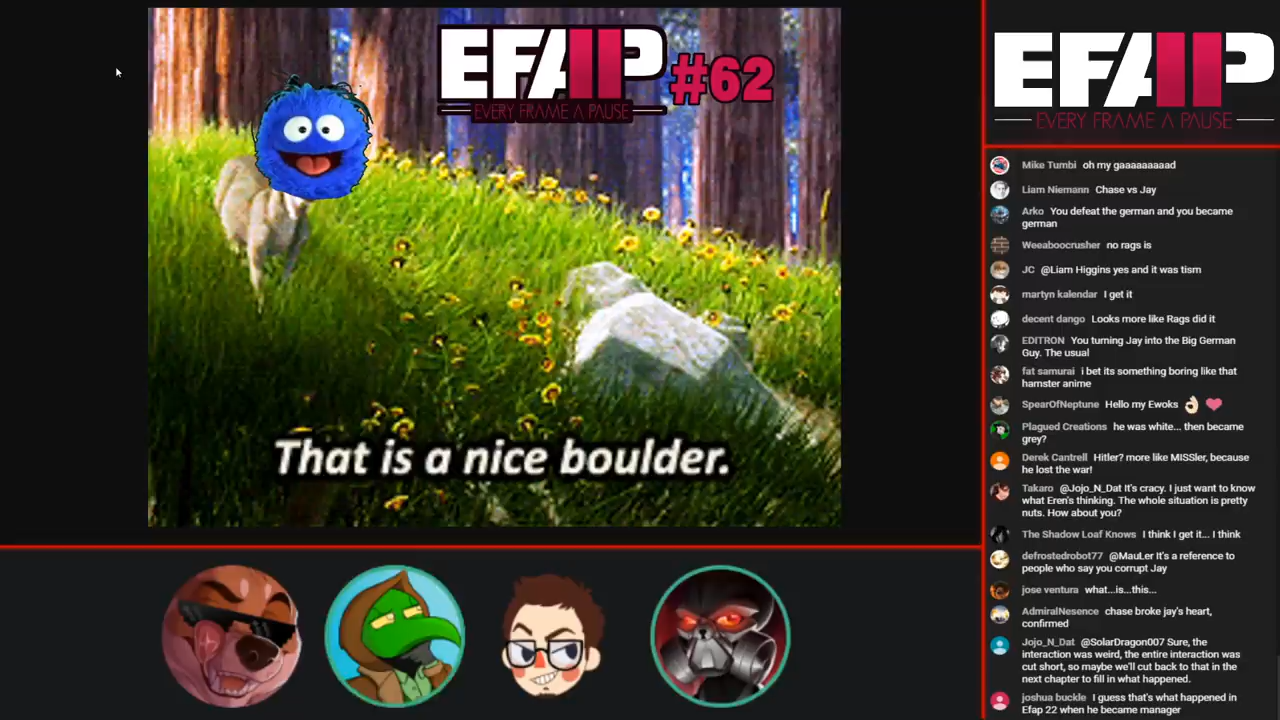 EFAP #62
EVERY FRAME A PAUSE
That is a nice boulder.
EFAP
EVERY FRAME A PAUSE
Mike Tumbi oh my gaaaaaaaad
Liam Niemann Chase vs Jay
Arko You defeat the german and you became
german
Weeaboocrusher no rags is
JC @Liam Higgins yes and it was tism
martyn kalendar I get it
decent dango Looks more like Rags did it
EDITRON You turning Jay into the Big German
Guy. The usual
fat samurai i bet its something boring like that
hamster anime
SpearOfNeptune Hello my Ewoks 👌🏻 ❤
Plagued Creations he was white... then became
grey?
Derek Cantrell Hitler? more like MISSler, because
he lost the war!
Takaro @Jojo_N_Dat It's cracy. I just want to know
what Eren's thinking. The whole situation is pretty
nuts. How about you?
The Shadow Loaf Knows I think I get it... I think
defrostedrobot77 @MauLer It's a reference to
people who say you corrupt Jay
jose ventura what...is...this...
AdmiralNesence chase broke jay's heart,
confirmed
Jojo_N_Dat @SolarDragon007 Sure, the
interaction was weird, the entire interaction was
cut short, so maybe we'll cut back to that in the
next chapter to fill in what happened.
joshua buckle I guess that's what happened in
Efap 22 when he became manager